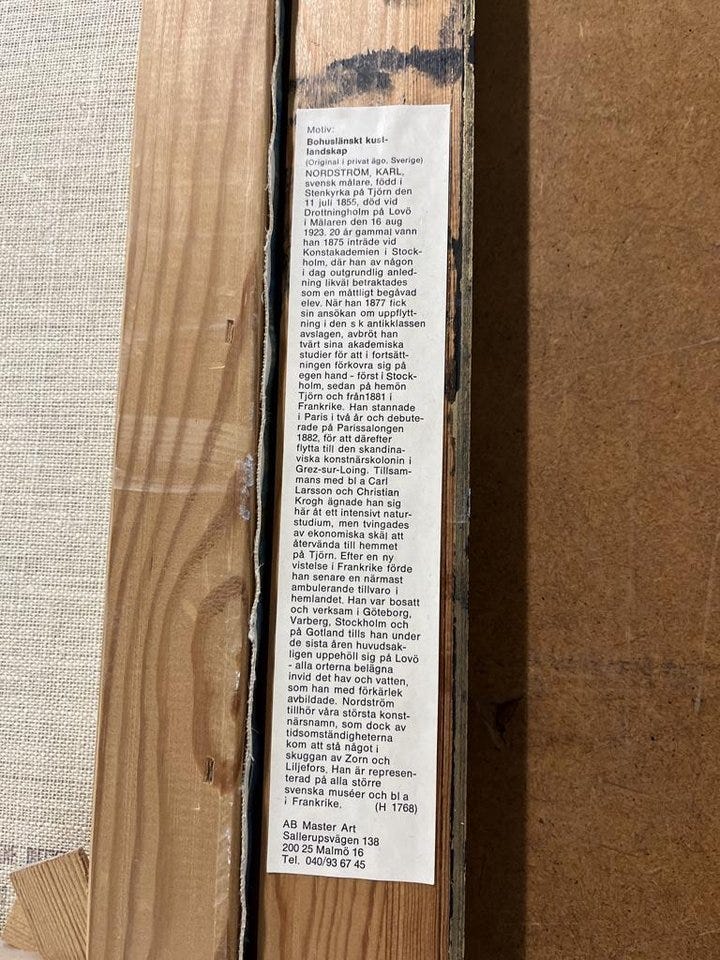 Motiv:
Bohuslänskt kust-
landskap
(Original i privat ägo, Sverige)
NORDSTRÖM, KARL,
svensk målare, född i
Stenkyrka på Tjörn den
11 juli 1855, död vid
Drottningholm på Lovö
i Mälaren den 16 aug
1923. 20 år gammal vann
han 1875 inträde vid
Konstakademien i Stock-
holm, där han av någon
i dag outgrundlig anled-
ning likväl betraktades
som en måttligt begåvad
elev. När han 1877 fick
sin ansökan om uppflytt-
ning i den s k antikklassen
avslagen, avbröt han
tvärt sina akademiska
studier för att i fortsätt-
ningen förkovra sig på
egen hand - först i Stock-
holm, sedan på hemön
Tjörn och från1881 i
Frankrike. Han stannade
i Paris i två år och debute-
rade på Parissalongen
1882, för att därefter
flytta till den skandina-
viska konstnärskolonin i
Grez-sur-Loing. Tillsam-
mans med bl a Carl
Larsson och Christian
Krogh ägnade han sig
här åt ett intensivt natur-
studium, men tvingades
av ekonomiska skäl att
återvända till hemmet
på Tjörn. Efter en ny
vistelse i Frankrike förde
han senare en närmast
ambulerande tillvaro i
hemlandet. Han var bosatt
och verksam i Göteborg,
Varberg, Stockholm och
på Gotland tills han under
de sista åren huvudsak-
ligen uppehöll sig på Lovö
- alla orterna belägna
invid det hav och vatten,
som han med förkärlek
avbildade. Nordström
tillhör våra största konst-
närsnamn, som dock av
tidsomständigheterna
kom att stå något i
skuggan av Zorn och
Liljefors. Han är represen-
terad på alla större
svenska muséer och bl a
i Frankrike. (H 1768)
AB Master Art
Sallerupsvägen 138
200 25 Malmö 16
Tel. 040/93 67 45